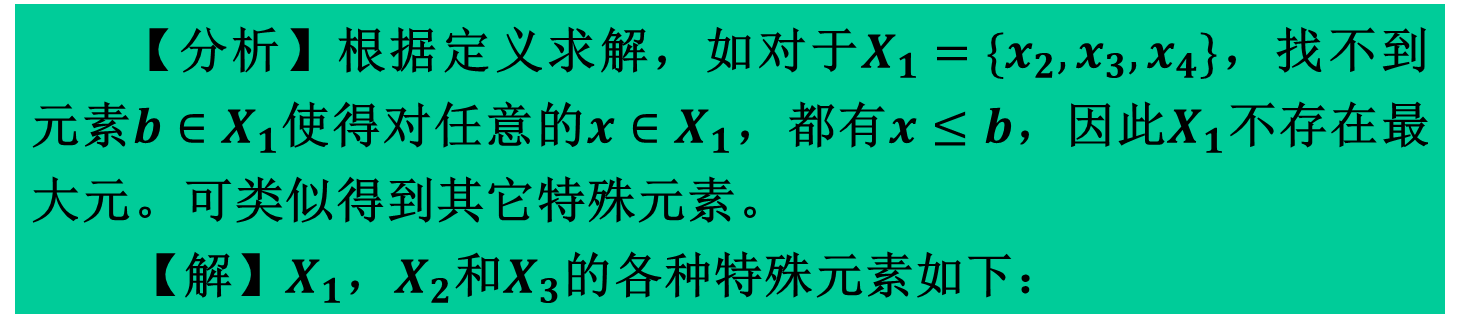 【分析】根据定义求解，如对于X₁ = {x₂, x₃, x₄}，找不到
元素b ∈ X₁使得对任意的x ∈ X₁，都有x ≤ b，因此X₁不存在最
大元。可类似得到其它特殊元素。
【解】X₁，X₂和X₃的各种特殊元素如下：